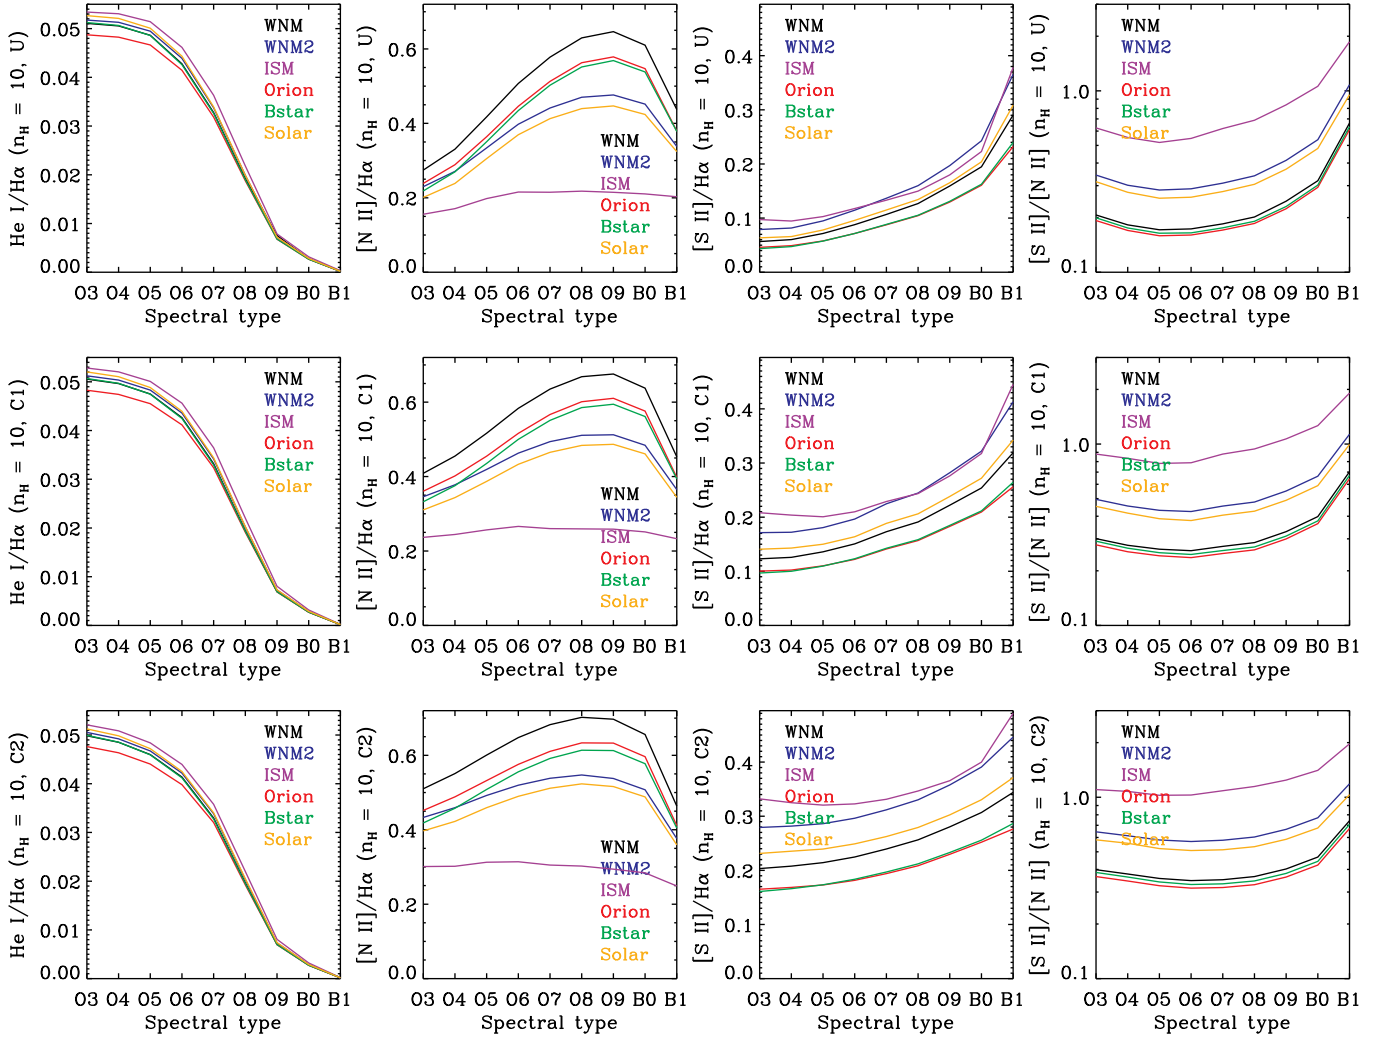 He I/Hα (nH = 10, U)
0.05
0.04
0.03
0.02
0.01
0.00
WNM
WNM2
ISM
Orion
Bstar
Solar
O3 O4 O5 O6 O7 O8 O9 B0 B1
Spectral type
[N II]/Hα (nH = 10, U)
0.6
0.4
0.2
0.0
WNM
WNM2
ISM
Orion
Bstar
Solar
O3 O4 O5 O6 O7 O8 O9 B0 B1
Spectral type
[S II]/Hα (nH = 10, U)
0.4
0.3
0.2
0.1
0.0
WNM
WNM2
ISM
Orion
Bstar
Solar
O3 O4 O5 O6 O7 O8 O9 B0 B1
Spectral type
[S II]/[N II] (nH = 10, U)
1.0
0.1
WNM
WNM2
ISM
Orion
Bstar
Solar
O3 O4 O5 O6 O7 O8 O9 B0 B1
Spectral type
He I/Hα (nH = 10, C1)
0.05
0.04
0.03
0.02
0.01
0.00
WNM
WNM2
ISM
Orion
Bstar
Solar
O3 O4 O5 O6 O7 O8 O9 B0 B1
Spectral type
[N II]/Hα (nH = 10, C1)
0.6
0.4
0.2
0.0
WNM
WNM2
ISM
Orion
Bstar
Solar
O3 O4 O5 O6 O7 O8 O9 B0 B1
Spectral type
[S II]/Hα (nH = 10, C1)
0.4
0.3
0.2
0.1
0.0
WNM
WNM2
ISM
Orion
Bstar
Solar
O3 O4 O5 O6 O7 O8 O9 B0 B1
Spectral type
[S II]/[N II] (nH = 10, C1)
1.0
0.1
WNM
WNM2
ISM
Orion
Bstar
Solar
O3 O4 O5 O6 O7 O8 O9 B0 B1
Spectral type
He I/Hα (nH = 10, C2)
0.05
0.04
0.03
0.02
0.01
0.00
WNM
WNM2
ISM
Orion
Bstar
Solar
O3 O4 O5 O6 O7 O8 O9 B0 B1
Spectral type
[N II]/Hα (nH = 10, C2)
0.6
0.4
0.2
0.0
WNM
WNM2
ISM
Orion
Bstar
Solar
O3 O4 O5 O6 O7 O8 O9 B0 B1
Spectral type
[S II]/Hα (nH = 10, C2)
0.4
0.3
0.2
0.1
0.0
WNM
WNM2
ISM
Orion
Bstar
Solar
O3 O4 O5 O6 O7 O8 O9 B0 B1
Spectral type
[S II]/[N II] (nH = 10, C2)
1.0
0.1
WNM
WNM2
ISM
Orion
Bstar
Solar
O3 O4 O5 O6 O7 O8 O9 B0 B1
Spectral type